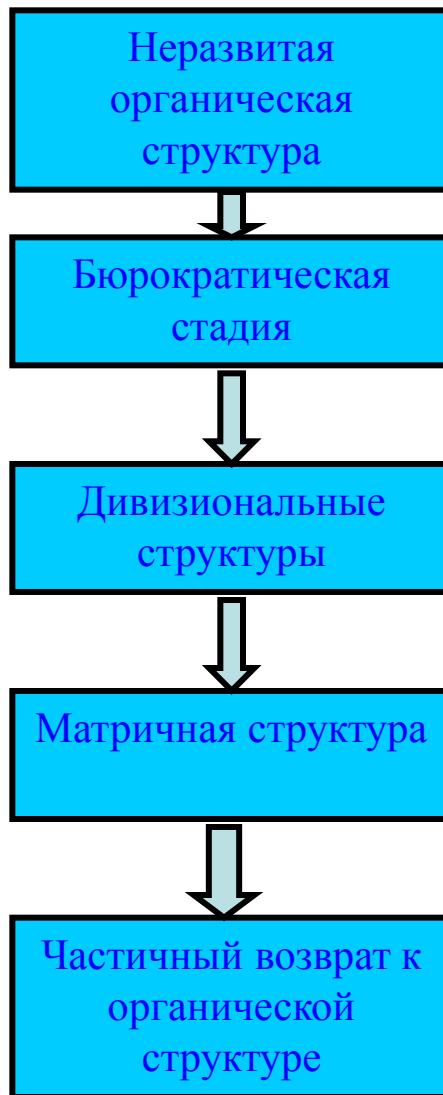 Неразвитая
органическая
структура
Бюрократическая
стадия
Дивизиональные
структуры
Матричная структура
Частичный возврат к
органической
структуре